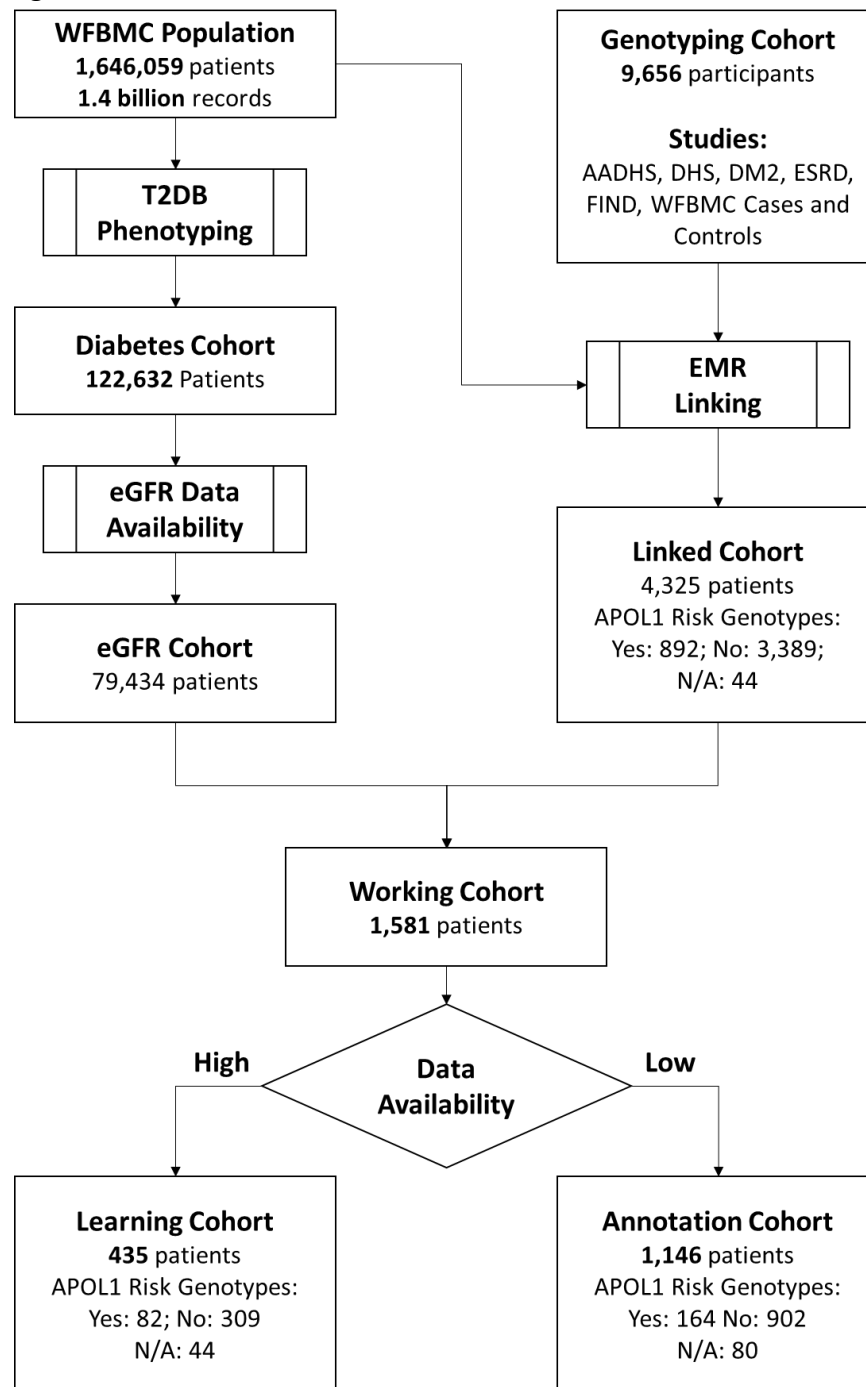 WFBMC Population
1,646,059 patients
1.4 billion records
Genotyping Cohort
9,656 participants
Studies:
AADHS, DHS, DM2, ESRD,
FIND, WFBMC Cases and
Controls
T2DB
Phenotyping
Diabetes Cohort
122,632 Patients
EMR
Linking
eGFR Data
Availability
Linked Cohort
4,325 patients
APOL1 Risk Genotypes:
Yes: 892; No: 3,389;
N/A: 44
eGFR Cohort
79,434 patients
Working Cohort
1,581 patients
High
Data
Availability
Low
Learning Cohort
435 patients
APOL1 Risk Genotypes:
Yes: 82; No: 309
N/A: 44
Annotation Cohort
1,146 patients
APOL1 Risk Genotypes:
Yes: 164 No: 902
N/A: 80